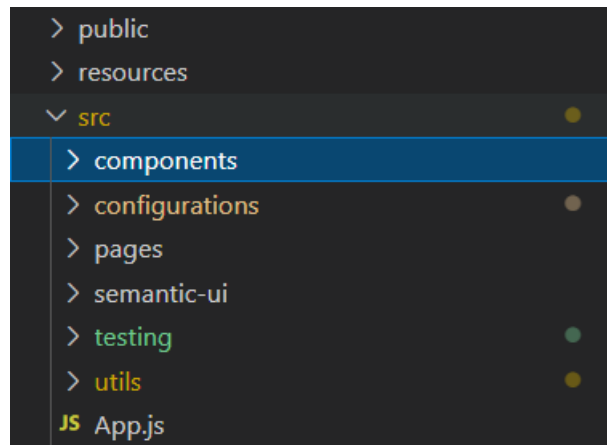 public
resources
src
components
configurations
pages
semantic-ui
testing
utils
JS App.js